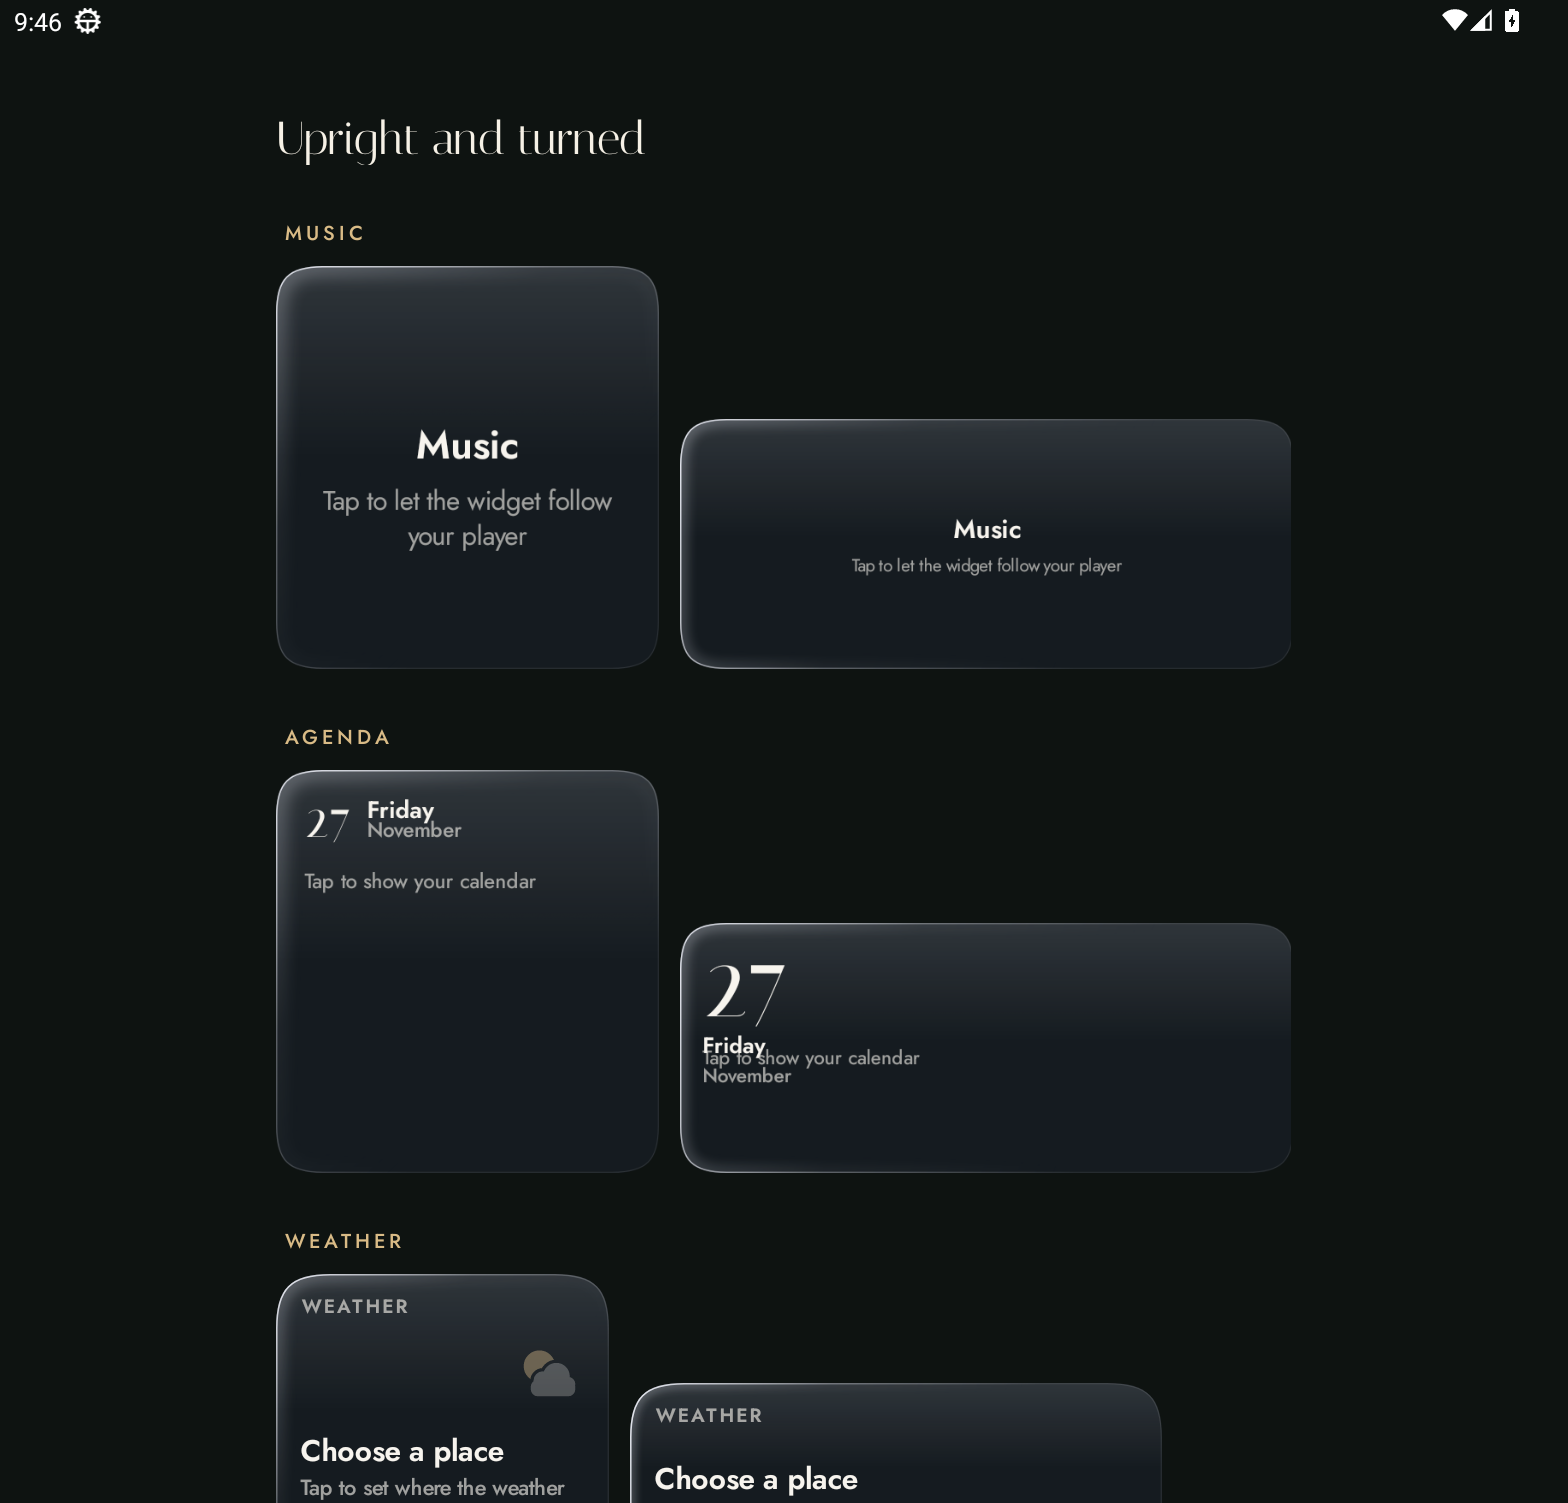 9:46
Upright and turned
MUSIC
Music
Tap to let the widget follow
your player
Music
Tap to let the widget follow your player
AGENDA
27
Friday
November
Tap to show your calendar
27
Friday
Tap to show your calendar
November
WEATHER
WEATHER
Choose a place
Tap to set where the weather
WEATHER
Choose a place